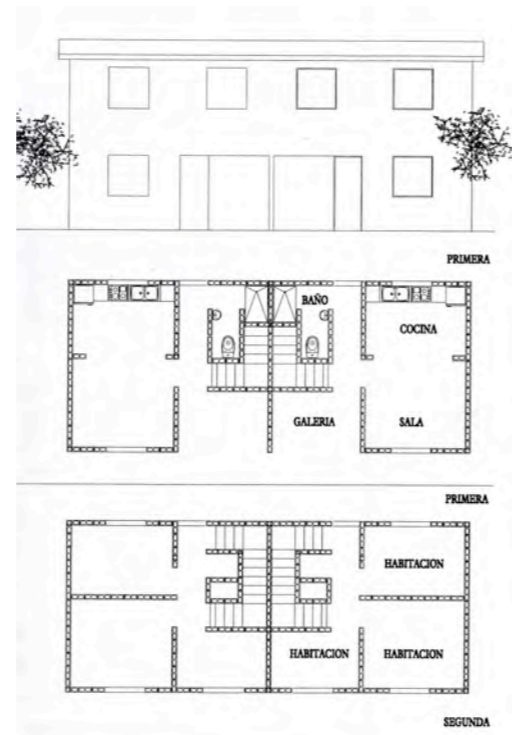 PRIMERA
BAÑO
COCINA
GALERIA
SALA
PRIMERA
HABITACION
HABITACION
HABITACION
SEGUNDA